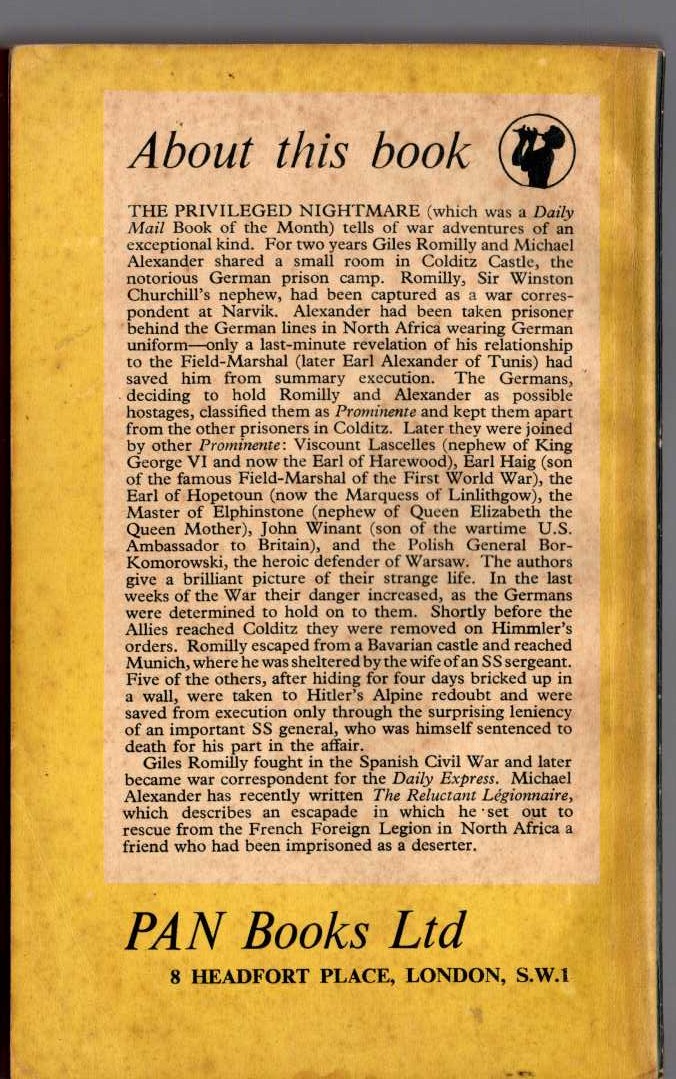 About this book
THE PRIVILEGED NIGHTMARE (which was a Daily
Mail Book of the Month) tells of war adventures of an
exceptional kind. For two years Giles Romilly and Michael
Alexander shared a small room in Colditz Castle, the
notorious German prison camp. Romilly, Sir Winston
Churchill's nephew, had been captured as a war corres-
pondent at Narvik. Alexander had been taken prisoner
behind the German lines in North Africa wearing German
uniform—only a last-minute revelation of his relationship
to the Field-Marshal (later Earl Alexander of Tunis) had
saved him from summary execution. The Germans,
deciding to hold Romilly and Alexander as possible
hostages, classified them as Prominente and kept them apart
from the other prisoners in Colditz. Later they were joined
by other Prominente: Viscount Lascelles (nephew of King
George VI and now the Earl of Harewood), Earl Haig (son
of the famous Field-Marshal of the First World War), the
Earl of Hopetoun (now the Marquess of Linlithgow), the
Master of Elphinstone (nephew of Queen Elizabeth the
Queen Mother), John Winant (son of the wartime U.S.
Ambassador to Britain), and the Polish General Bor-
Komorowski, the heroic defender of Warsaw. The authors
give a brilliant picture of their strange life. In the last
weeks of the War their danger increased, as the Germans
were determined to hold on to them. Shortly before the
Allies reached Colditz they were removed on Himmler's
orders. Romilly escaped from a Bavarian castle and reached
Munich, where he was sheltered by the wife of an SS sergeant.
Five of the others, after hiding for four days bricked up in
a wall, were taken to Hitler's Alpine redoubt and were
saved from execution only through the surprising leniency
of an important SS general, who was himself sentenced to
death for his part in the affair.
Giles Romilly fought in the Spanish Civil War and later
became war correspondent for the Daily Express. Michael
Alexander has recently written The Reluctant Légionnaire,
which describes an escapade in which he set out to
rescue from the French Foreign Legion in North Africa a
friend who had been imprisoned as a deserter.
PAN Books Ltd
8 HEADFORT PLACE, LONDON, S.W.1